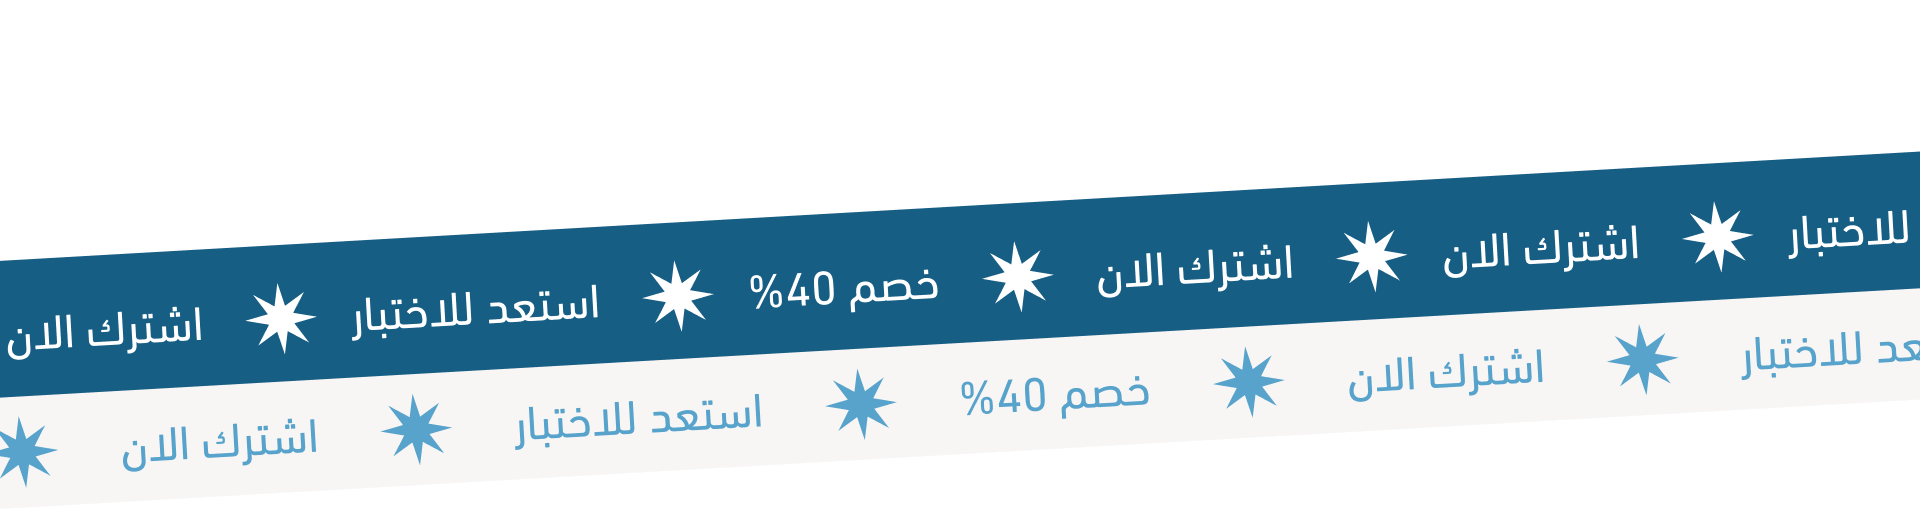 للاختبار اشترك الان اشترك الان خصم 40% استعد للاختبار اشترك الان
للاختبار اشترك الان خصم 40% استعد للاختبار اشترك الان